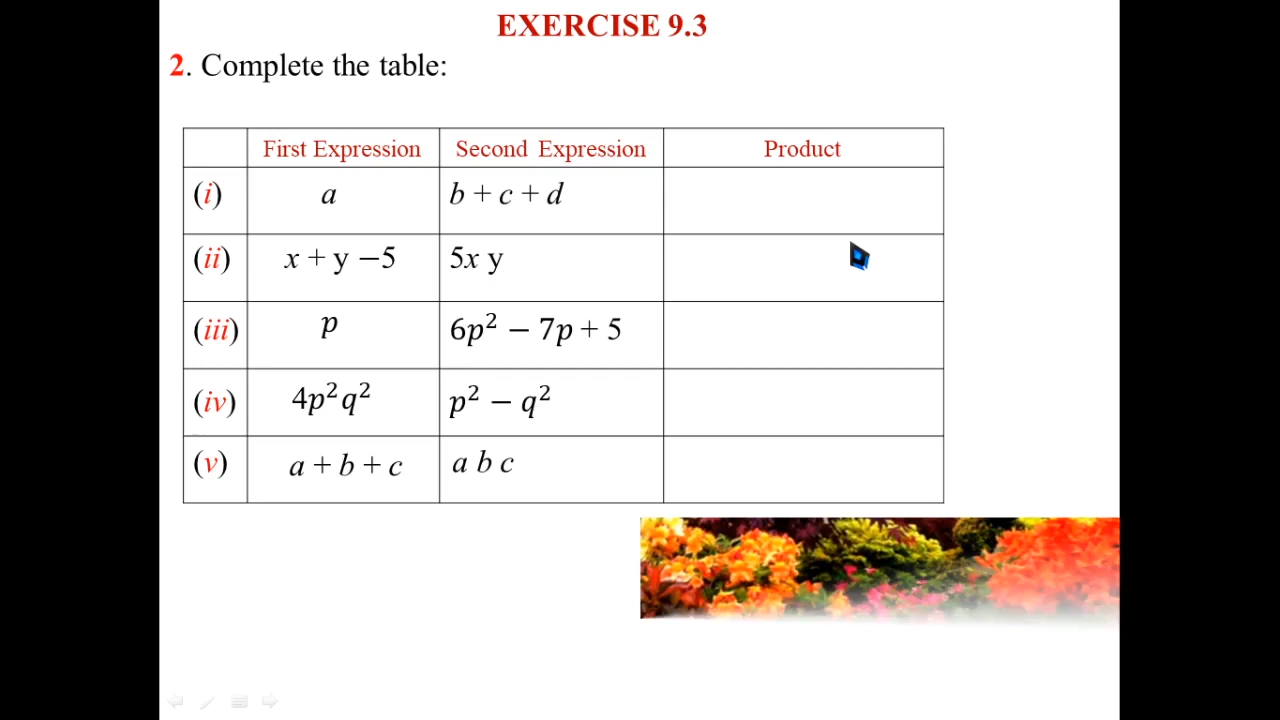 EXERCISE 9.3
2. Complete the table:
First Expression Second Expression Product
(i) a b + c + d
(ii) x + y −5 5x y
(iii) p 6p² − 7p + 5
(iv) 4p²q² p² − q²
(v) a + b + c a b c